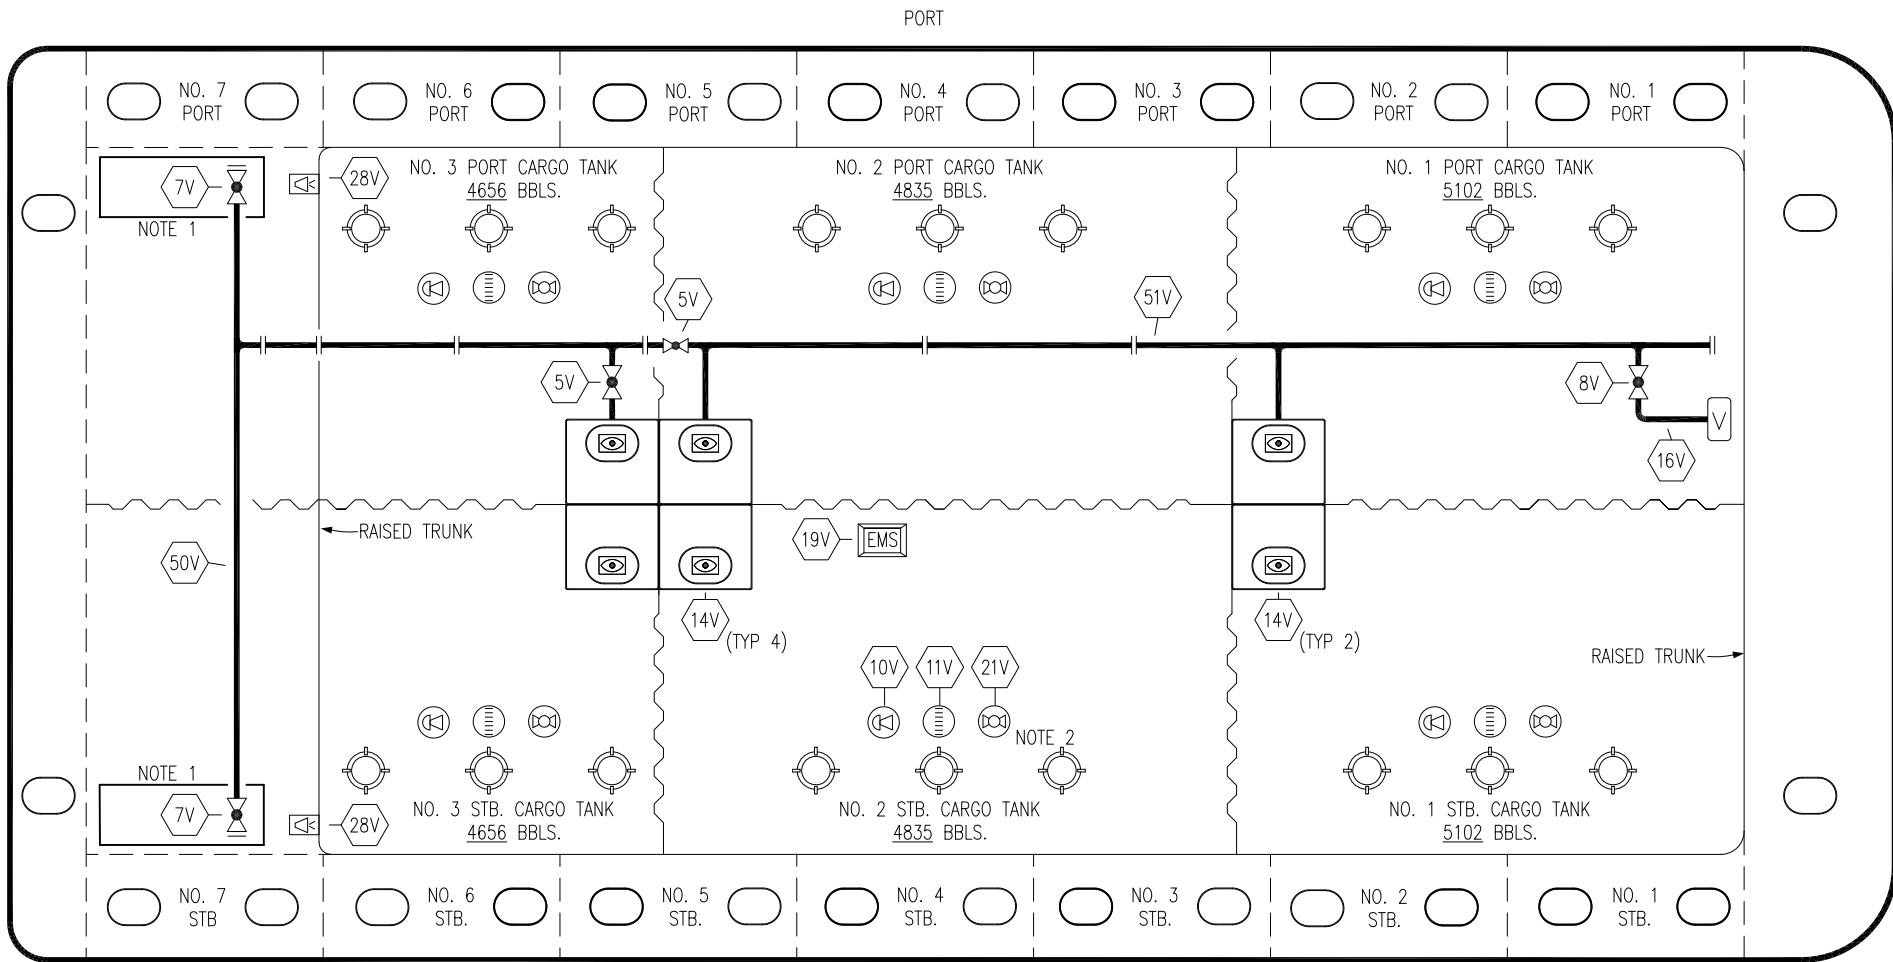 PORT
NO. 7
PORT
NO. 6
PORT
NO. 5
PORT
NO. 4
PORT
NO. 3
PORT
NO. 2
PORT
NO. 1
PORT
7V
NOTE 1
28V
NO. 3 PORT CARGO TANK
4656 BBLS.
NO. 2 PORT CARGO TANK
4835 BBLS.
NO. 1 PORT CARGO TANK
5102 BBLS.
5V
51V
5V
8V
V
16V
RAISED TRUNK
19V
EMS
50V
14V
(TYP 4)
14V
(TYP 2)
RAISED TRUNK
10V
11V
21V
NOTE 2
NOTE 1
7V
28V
NO. 3 STB. CARGO TANK
4656 BBLS.
NO. 2 STB. CARGO TANK
4835 BBLS.
NO. 1 STB. CARGO TANK
5102 BBLS.
NO. 7
STB
NO. 6
STB.
NO. 5
STB.
NO. 4
STB.
NO. 3
STB.
NO. 2
STB.
NO. 1
STB.